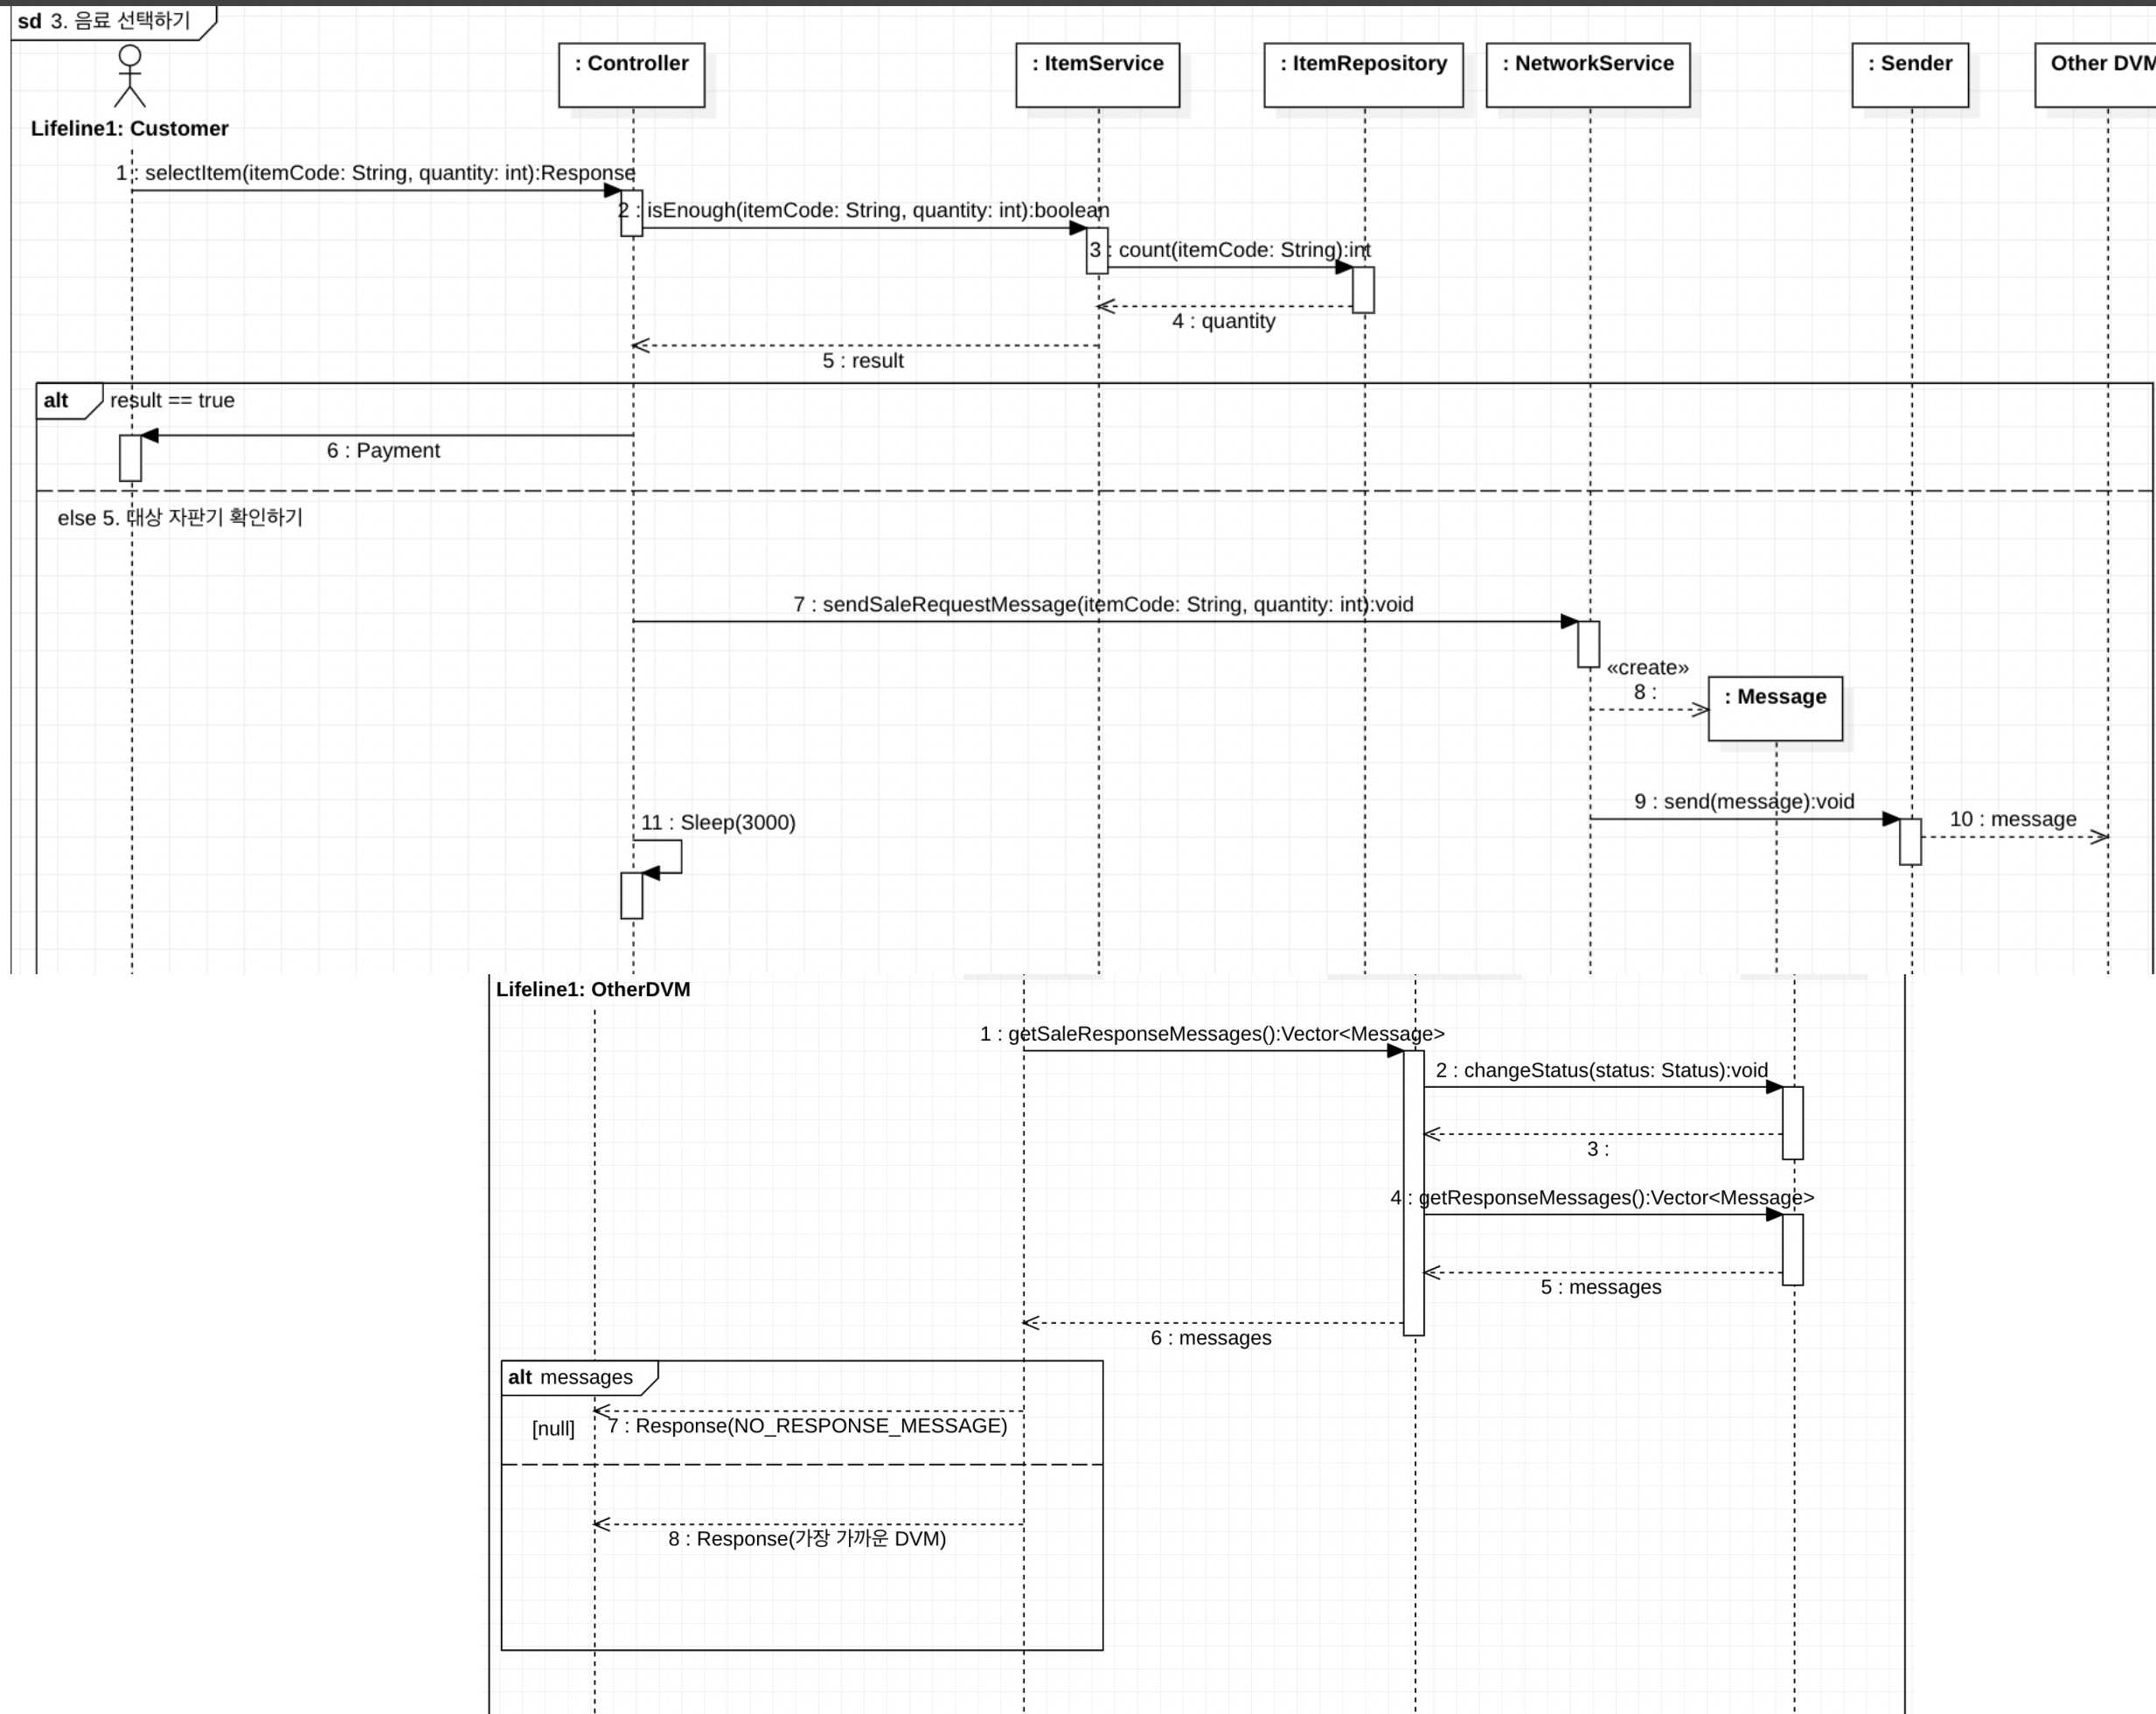 sd 3. 음료 선택하기
: Controller
: ItemService
: ItemRepository
: NetworkService
: Sender
Other DVM
Lifeline1: Customer
1 : selectItem(itemCode: String, quantity: int):Response
2 : isEnough(itemCode: String, quantity: int):boolean
3 : count(itemCode: String):int
4 : quantity
5 : result
alt result == true
6 : Payment
else 5. 대상 자판기 확인하기
7 : sendSaleRequestMessage(itemCode: String, quantity: int):void
«create»
8 :
: Message
9 : send(message):void
10 : message
11 : Sleep(3000)
Lifeline1: OtherDVM
1 : getSaleResponseMessages():Vector<Message>
2 : changeStatus(status: Status):void
3 :
4 : getResponseMessages():Vector<Message>
5 : messages
6 : messages
alt messages
[null]
7 : Response(NO_RESPONSE_MESSAGE)
8 : Response(가장 가까운 DVM)